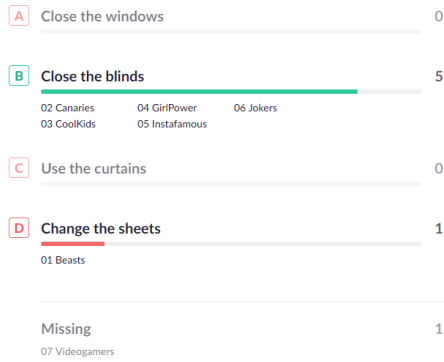 A Close the windows 0
B Close the blinds 5
02 Canaries 04 GirlPower 06 Jokers
03 CoolKids 05 Instafamous
C Use the curtains 0
D Change the sheets 1
01 Beasts
Missing 1
07 Videogamers